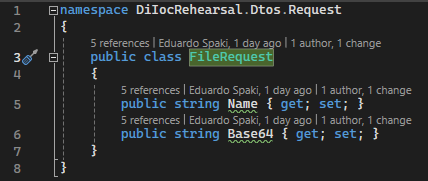 1 namespace DiIocRehearsal.Dtos.Request
2 {
5 references | Eduardo Spaki, 1 day ago | 1 author, 1 change
3 public class FileRequest
4 {
5 references | Eduardo Spaki, 1 day ago | 1 author, 1 change
5 public string Name { get; set; }
5 references | Eduardo Spaki, 1 day ago | 1 author, 1 change
6 public string Base64 { get; set; }
7 }
8 }